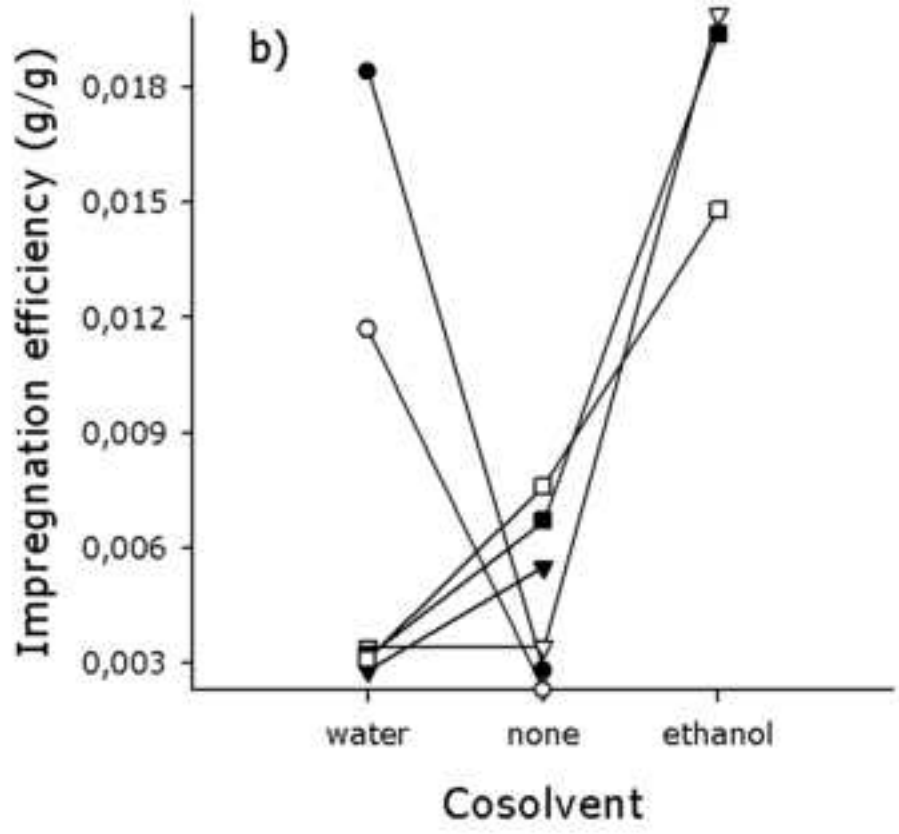 b)
Impregnation efficiency (g/g)
0,018
0,015
0,012
0,009
0,006
0,003
water none ethanol
Cosolvent